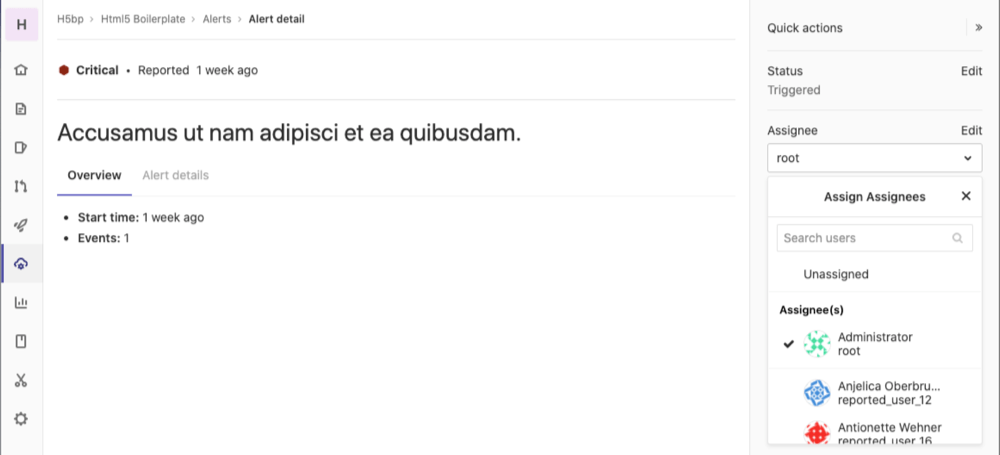 H
H5bp > Html5 Boilerplate > Alerts > Alert detail
Critical • Reported 1 week ago
Accusamus ut nam adipisci et ea quibusdam.
Overview Alert details
• Start time: 1 week ago
• Events: 1
Quick actions
Status Edit
Triggered
Assignee Edit
root
Assign Assignees
Search users
Unassigned
Assignee(s)
Administrator
root
Anjelica Oberbru...
reported_user_12
Antionette Wehner
reported_user_16